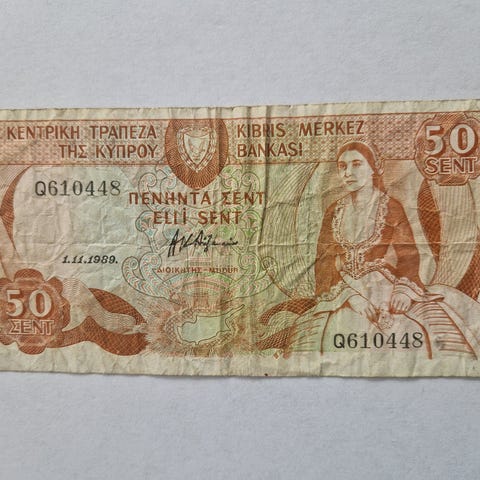 ΚΕΝΤΡΙΚΗ ΤΡΑΠΕΖΑ
ΤΗΣ ΚΥΠΡΟΥ
KIBRIS MERKEZ
BANKASI
50
SENT
Q610448
ΠΕΝΗΝΤΑ ΣΕΝΤ
ELLİ SENT
1.11.1989.
ΔΙΟΙΚΗΤΗΣ - MÜDÜR
50
ΣΕΝΤ
Q610448